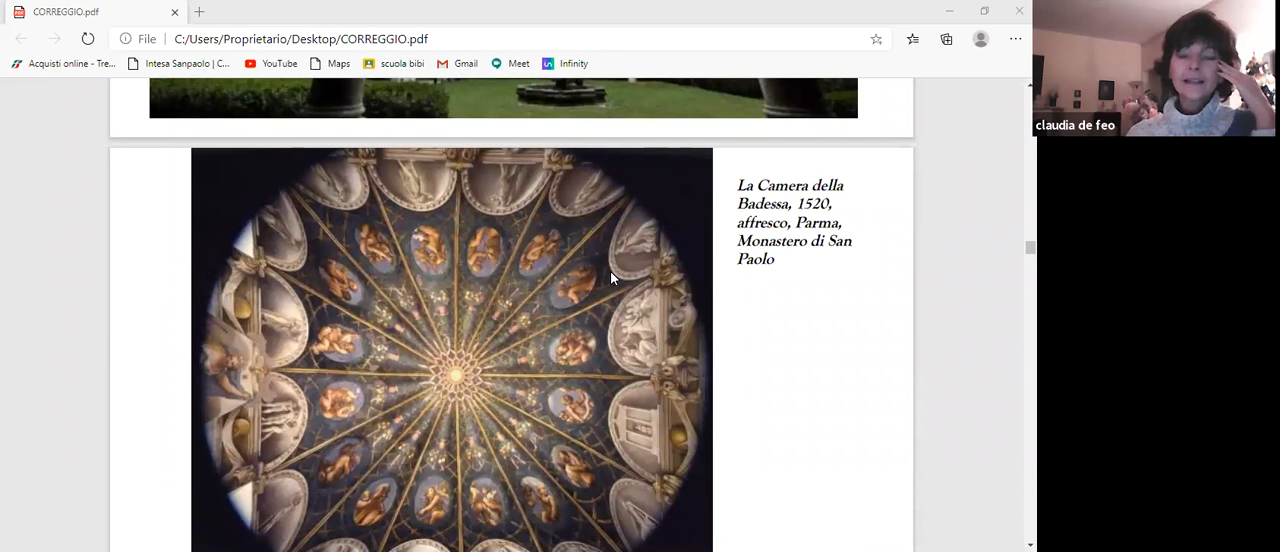 CORREGGIO.pdf
File C:/Users/Proprietario/Desktop/CORREGGIO.pdf
Acquisti online - Tre... Intesa Sanpaolo | C... YouTube Maps scuola bibi Gmail Meet Infinity
claudia de feo
La Camera della
Badessa, 1520,
affresco, Parma,
Monastero di San
Paolo